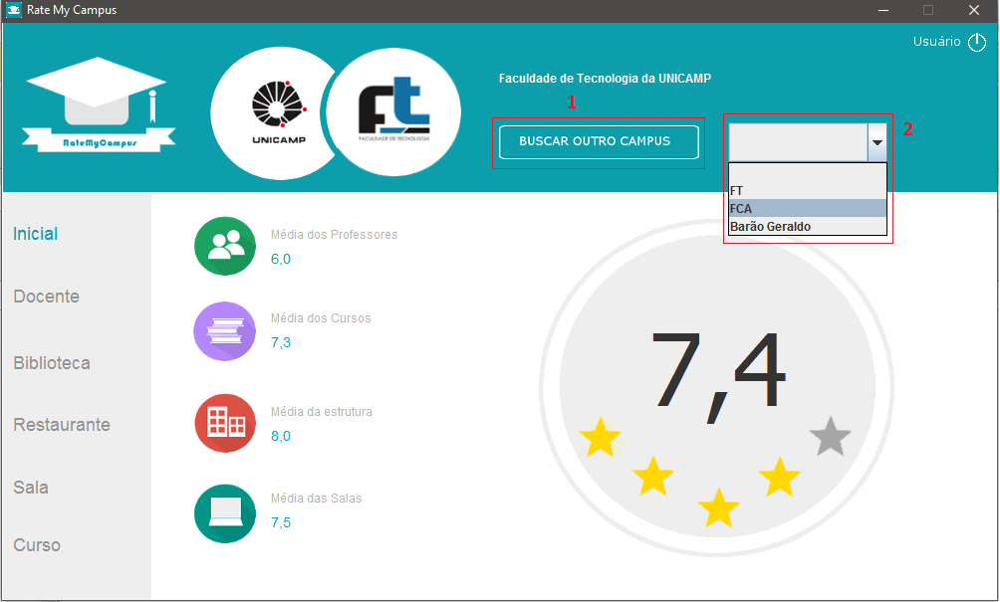 Rate My Campus
Usuário
RateMyCampus
UNICAMP
ft
FACULDADE DE TECNOLOGIA
Faculdade de Tecnologia da UNICAMP
1
BUSCAR OUTRO CAMPUS
2
FT
FCA
Barão Geraldo
Inicial
Docente
Biblioteca
Restaurante
Sala
Curso
Média dos Professores
6,0
Média dos Cursos
7,3
Média da estrutura
8,0
Média das Salas
7,5
7,4